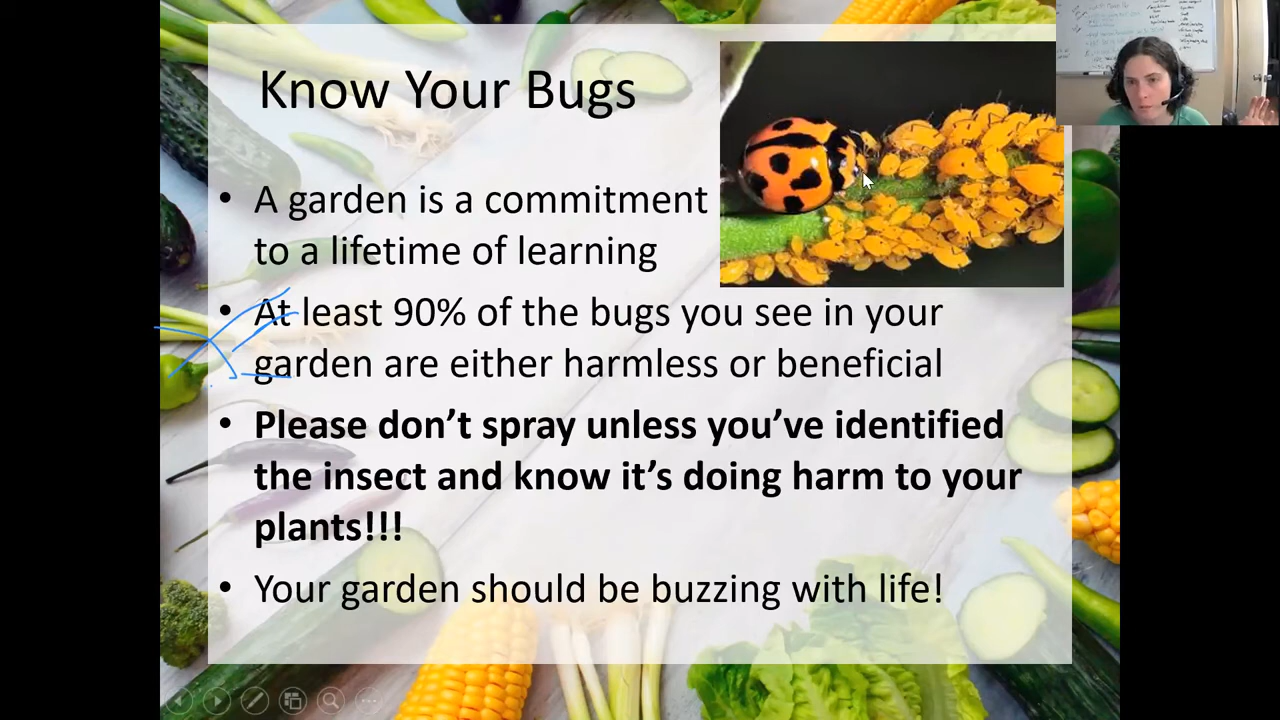 Know Your Bugs
• A garden is a commitment
to a lifetime of learning
• At least 90% of the bugs you see in your
garden are either harmless or beneficial
• Please don’t spray unless you’ve identified
the insect and know it’s doing harm to your
plants!!!
• Your garden should be buzzing with life!